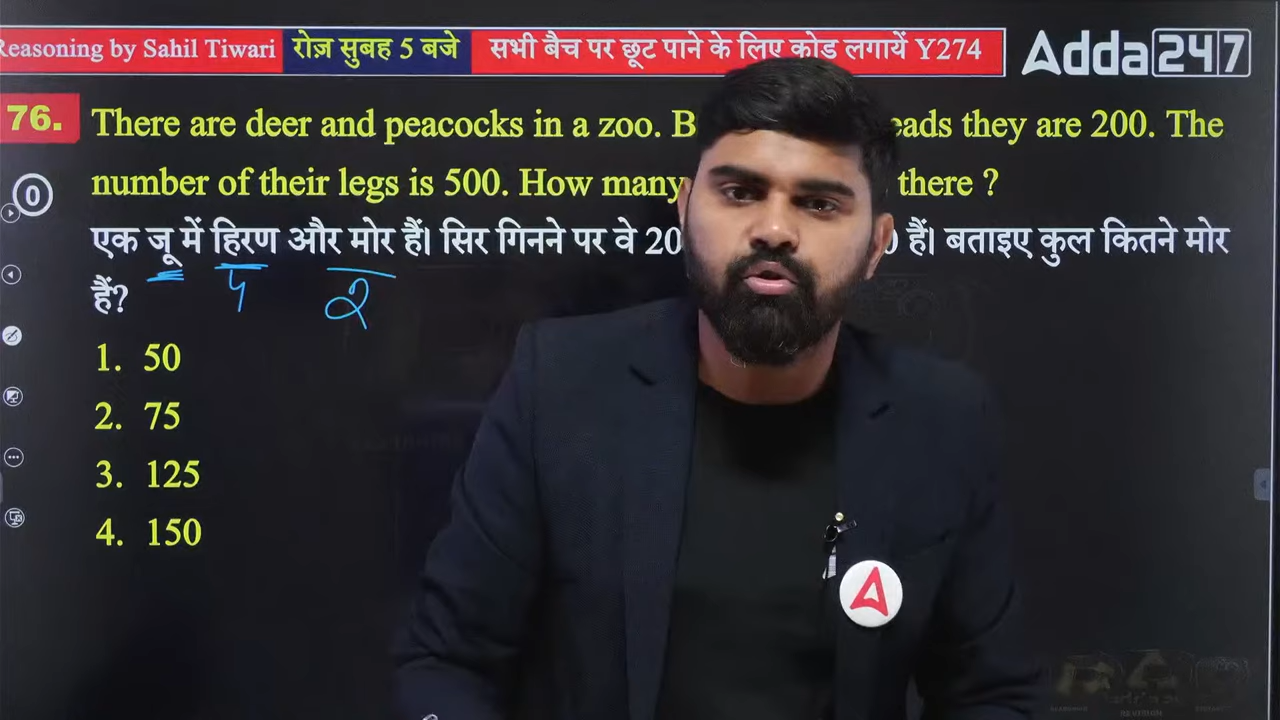 Reasoning by Sahil Tiwari रोज़ सुबह 5 बजे सभी बैच पर छूट पाने के लिए कोड लगायें Y274 Adda247
76. There are deer and peacocks in a zoo. they are 200. The
number of their legs is 500. How many there ?
0
एक जू में हिरण और मोर हैं। सिर गिनने पर वे हैं। बताइए कुल कितने मोर
हैं?
4 2
1. 50
2. 75
3. 125
4. 150